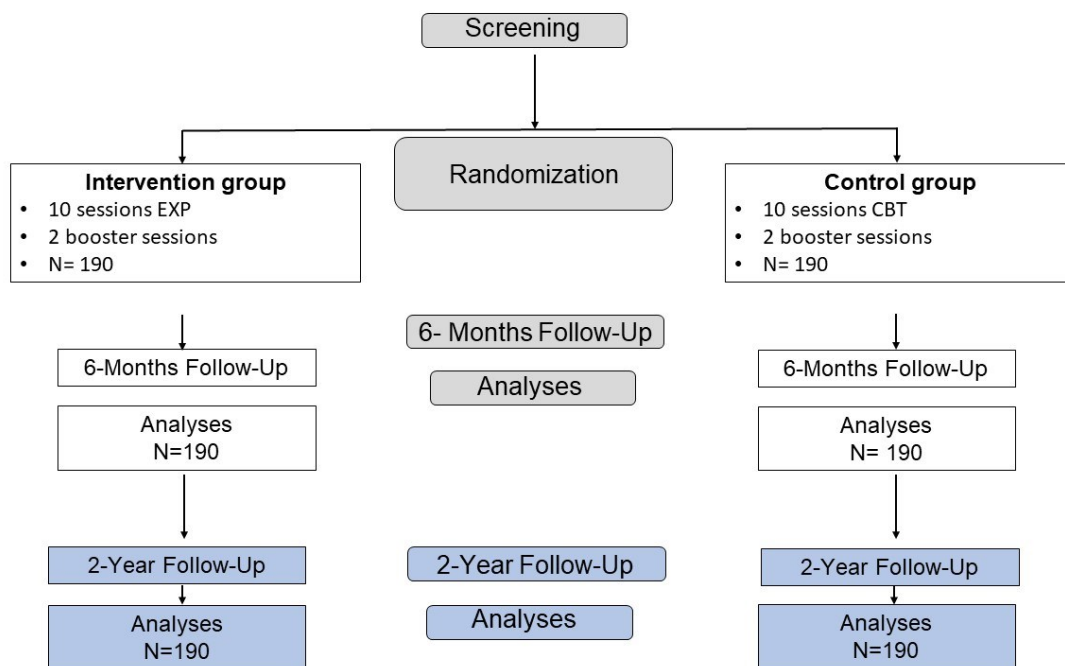 Screening
Randomization
Intervention group
• 10 sessions EXP
• 2 booster sessions
• N= 190
Control group
• 10 sessions CBT
• 2 booster sessions
• N= 190
6-Months Follow-Up
6- Months Follow-Up
6-Months Follow-Up
Analyses
N=190
Analyses
Analyses
N= 190
2-Year Follow-Up
2-Year Follow-Up
2-Year Follow-Up
Analyses
N=190
Analyses
Analyses
N=190